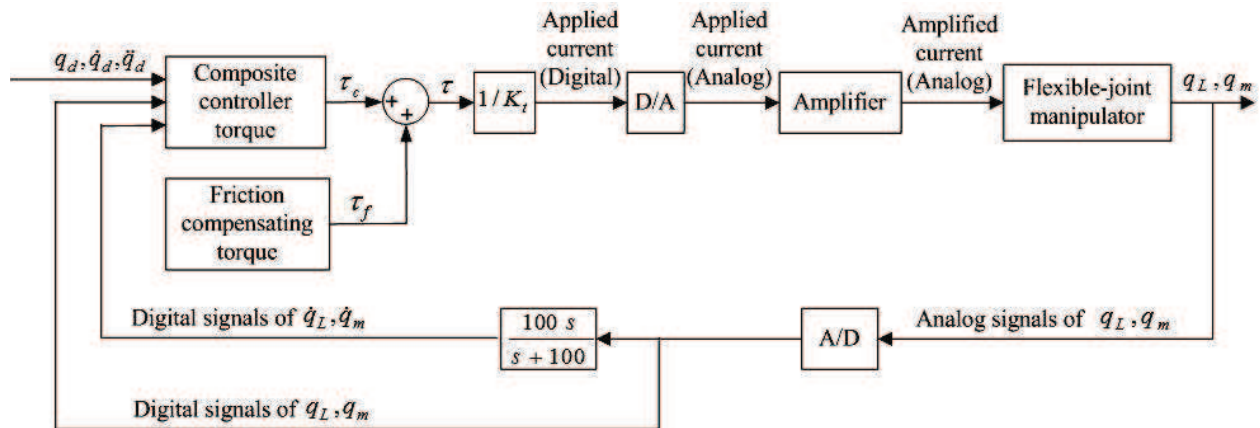 q_d, q̇_d, q̈_d
Composite
controller
torque
τ_c
+
+
τ
1/K_t
Applied
current
(Digital)
D/A
Applied
current
(Analog)
Amplifier
Amplified
current
(Analog)
Flexible-joint
manipulator
q_L, q_m
Friction
compensating
torque
τ_f
Digital signals of q̇_L, q̇_m
100 s
s + 100
A/D
Analog signals of q_L, q_m
Digital signals of q_L, q_m